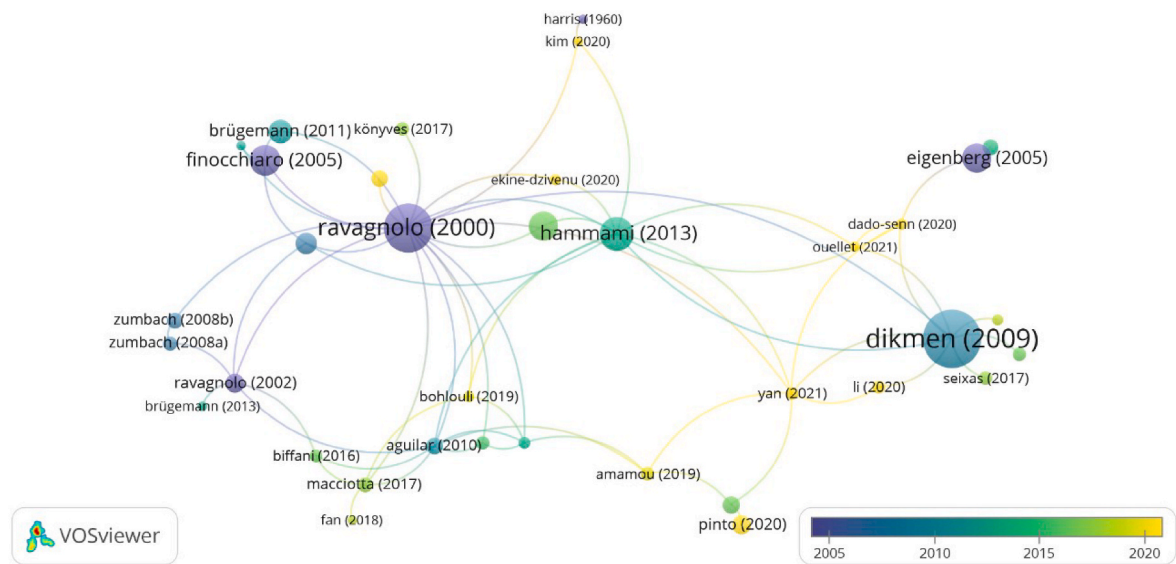 harris (1960)
kim (2020)
brügemann (2011)
könyves (2017)
finocchiaro (2005)
eigenberg (2005)
ekine-dzivenu (2020)
ravagnolo (2000)
hammami (2013)
dado-senn (2020)
ouellet (2021)
zumbach (2008b)
zumbach (2008a)
dikmen (2009)
ravagnolo (2002)
seixas (2017)
brügemann (2013)
bohlouli (2019)
yan (2021)
li (2020)
aguilar (2010)
biffani (2016)
macciotta (2017)
amamou (2019)
fan (2018)
pinto (2020)
VOSviewer
2005 2010 2015 2020